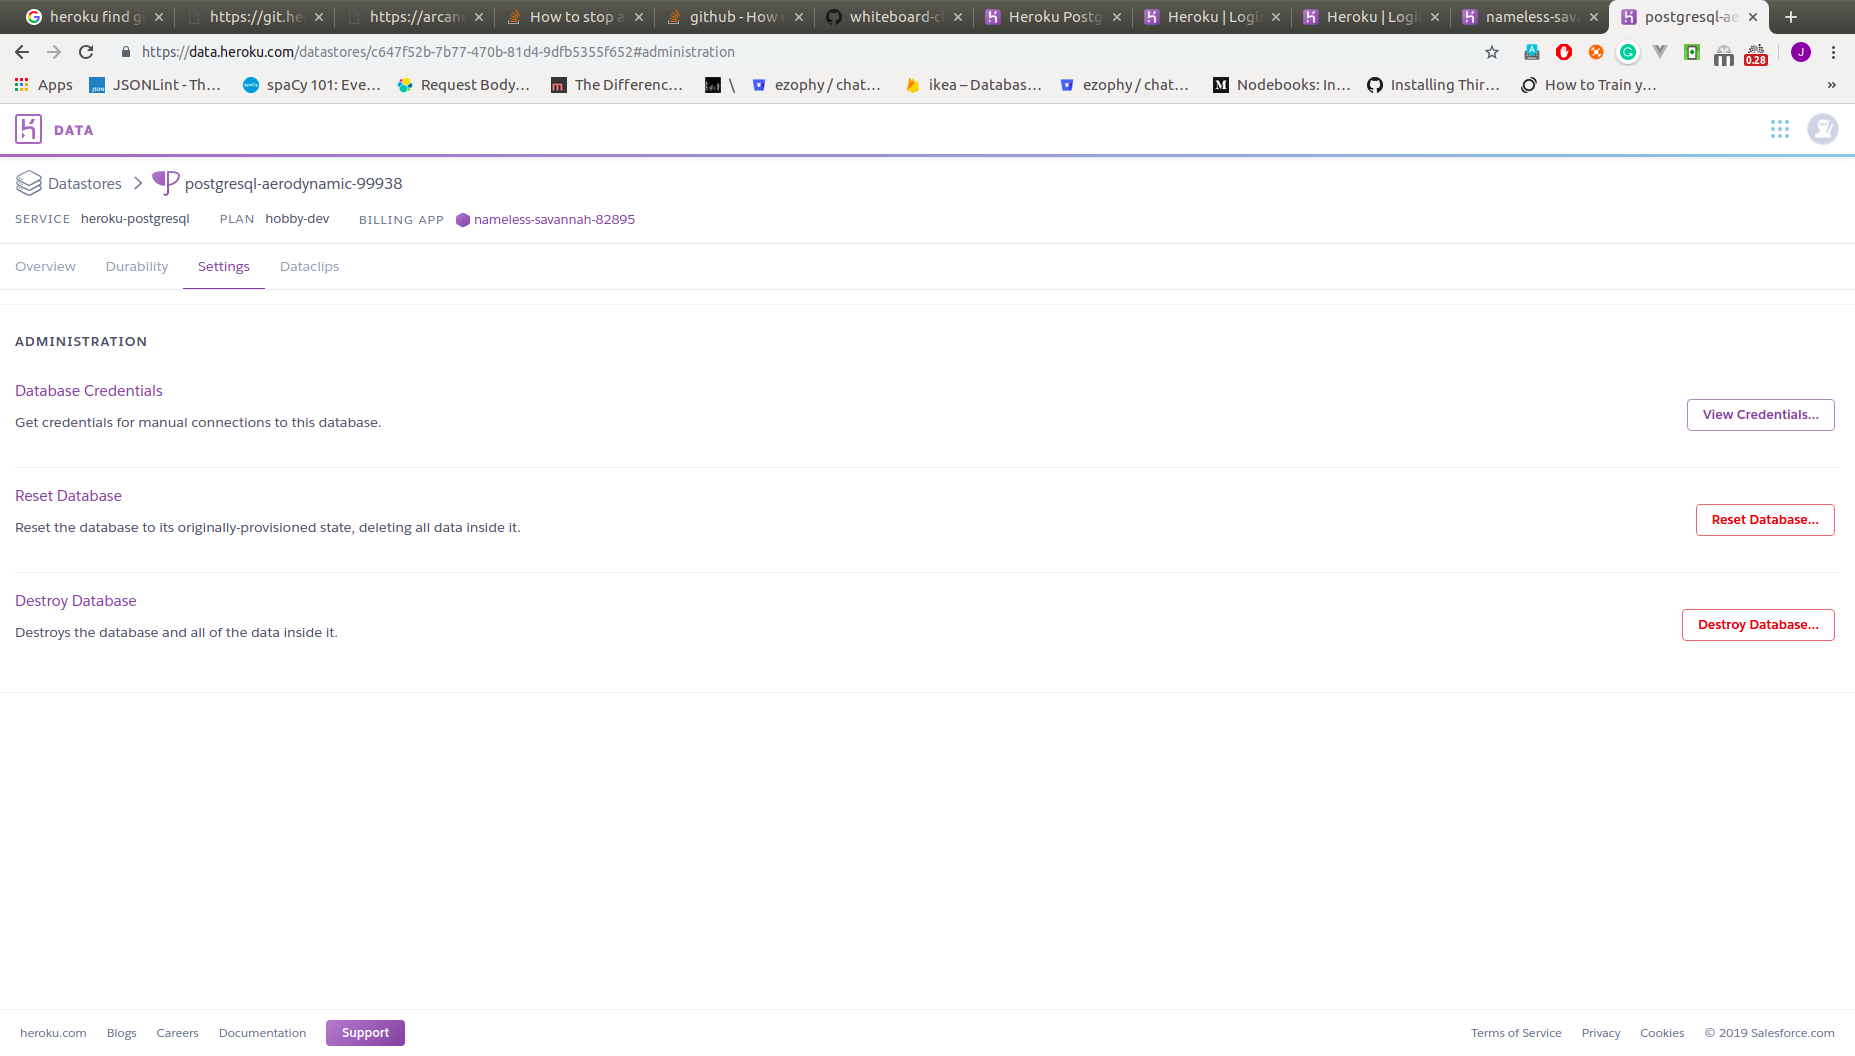 heroku find g
https://git.he
https://arcan
How to stop a
github - How
whiteboard-c
Heroku Postg
Heroku | Logi
Heroku | Logi
nameless-sav
postgresql-ae
https://data.heroku.com/datastores/c647f52b-7b77-470b-81d4-9dfb5355f652#administration
0.28
J
Apps
JSONLint - Th…
spaCy 101: Eve…
Request Body…
The Differenc…
\
ezophy / chat…
ikea – Databas…
ezophy / chat…
Nodebooks: In…
Installing Thir…
How to Train y…
»
DATA
Datastores
postgresql-aerodynamic-99938
SERVICE heroku-postgresql PLAN hobby-dev BILLING APP nameless-savannah-82895
Overview Durability Settings Dataclips
ADMINISTRATION
Database Credentials
Get credentials for manual connections to this database.
View Credentials...
Reset Database
Reset the database to its originally-provisioned state, deleting all data inside it.
Reset Database...
Destroy Database
Destroys the database and all of the data inside it.
Destroy Database...
heroku.com Blogs Careers Documentation Support
Terms of Service Privacy Cookies © 2019 Salesforce.com